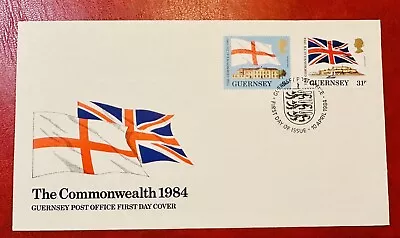 GUERNSEY
GUERNSEY 31p
FIRST DAY OF ISSUE · 10 APRIL 1984
The Commonwealth 1984
GUERNSEY POST OFFICE FIRST DAY COVER